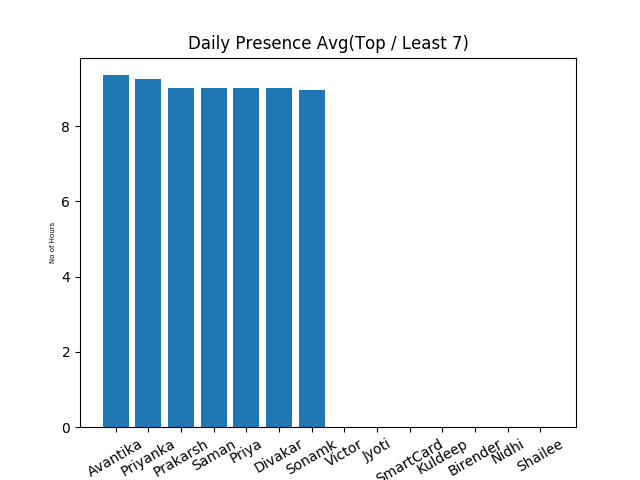 Daily Presence Avg(Top / Least 7)
No of Hours
8
6
4
2
0
Avantika
Priyanka
Prakarsh
Saman
Priya
Divakar
Sonamk
Victor
Jyoti
SmartCard
Kuldeep
Birender
Nidhi
Shailee